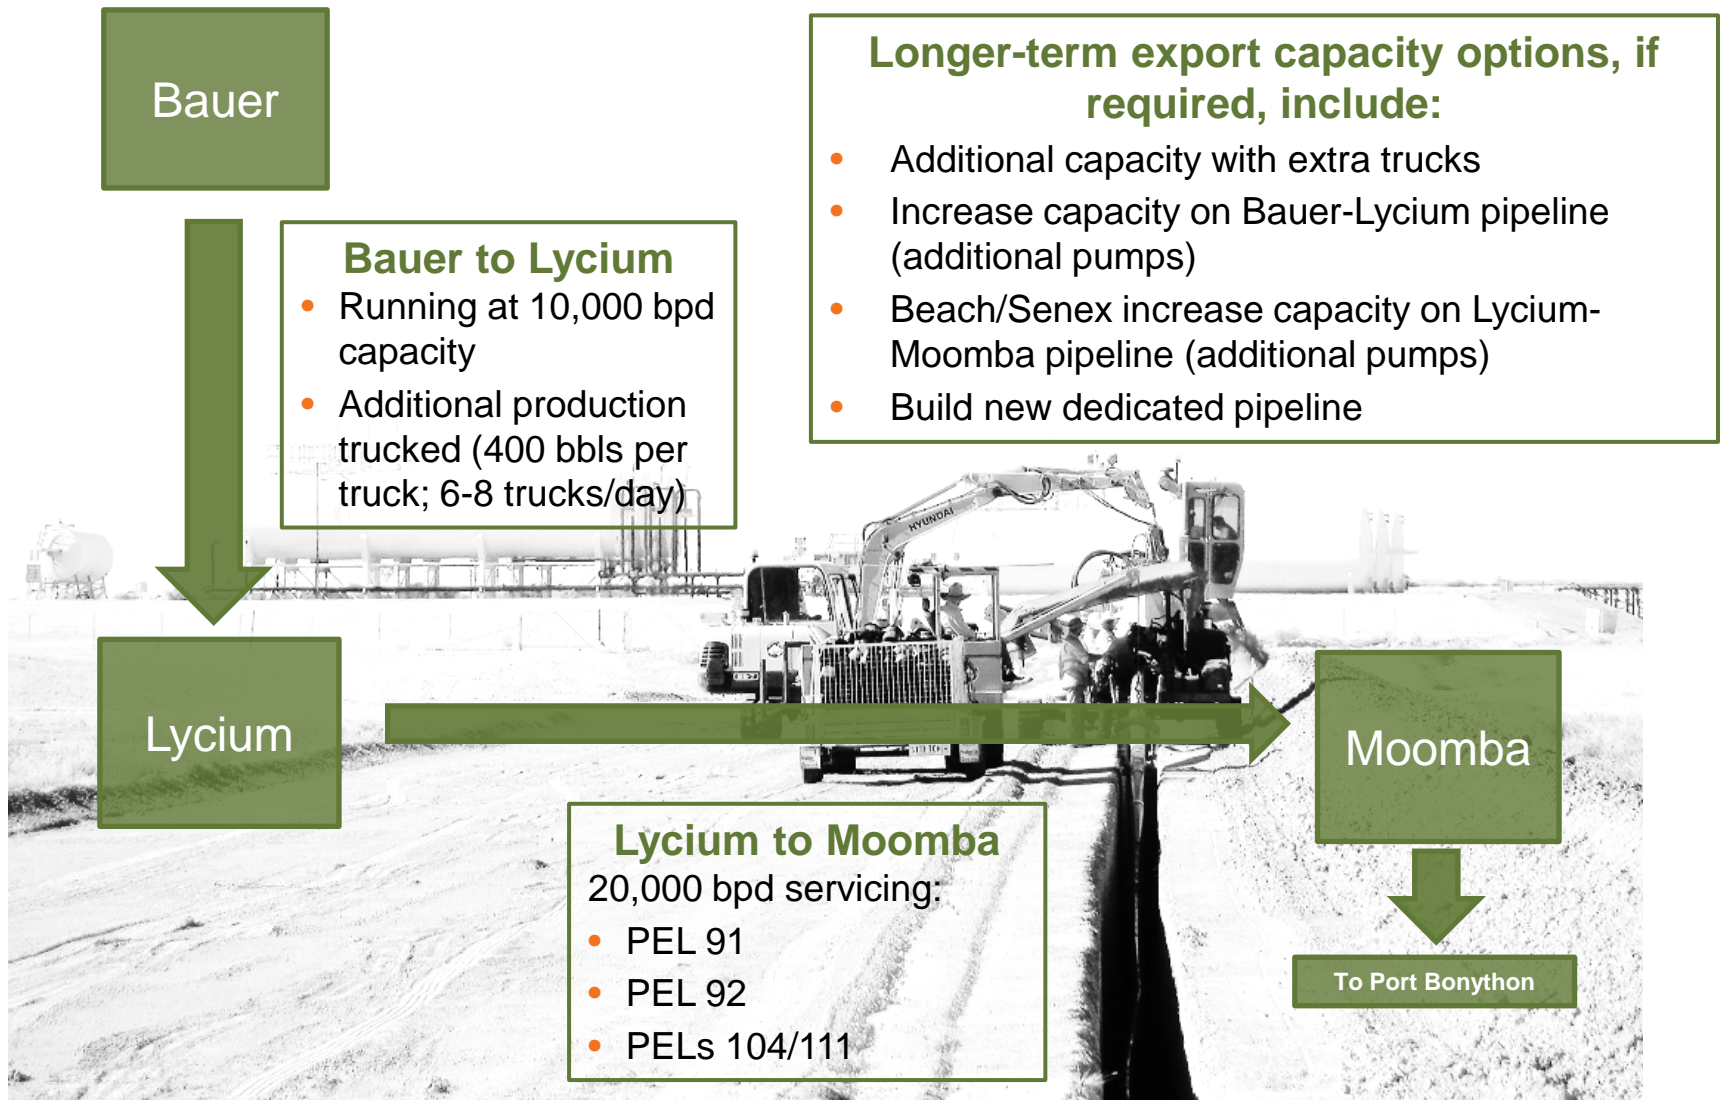 Bauer
Longer-term export capacity options, if
required, include:
• Additional capacity with extra trucks
• Increase capacity on Bauer-Lycium pipeline
(additional pumps)
• Beach/Senex increase capacity on Lycium-
Moomba pipeline (additional pumps)
• Build new dedicated pipeline
Bauer to Lycium
• Running at 10,000 bpd
capacity
• Additional production
trucked (400 bbls per
truck; 6-8 trucks/day)
HYUNDAI
Lycium
Moomba
Lycium to Moomba
20,000 bpd servicing:
• PEL 91
• PEL 92
• PELs 104/111
To Port Bonython